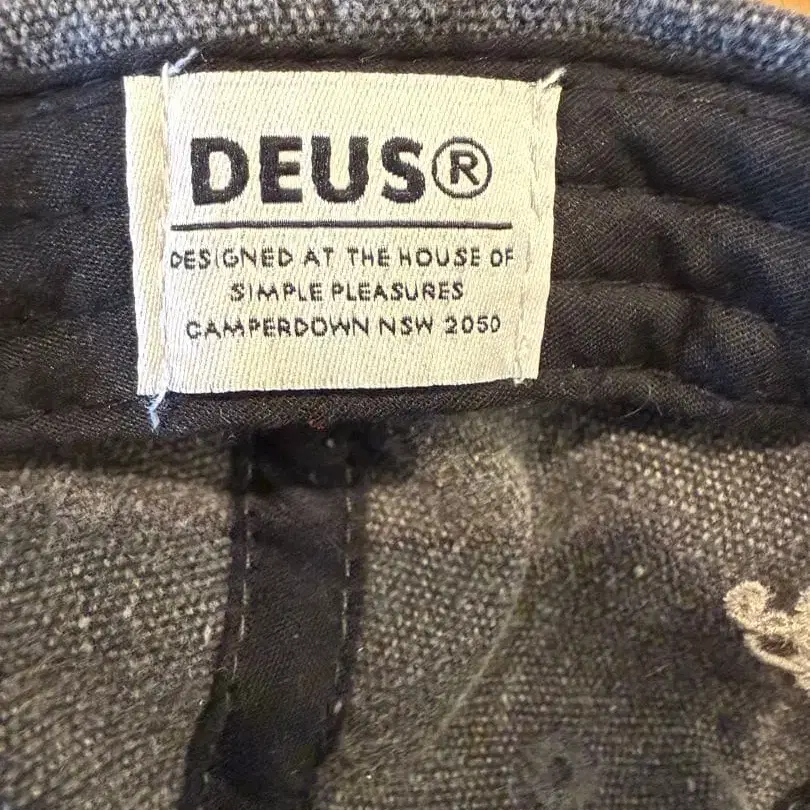 DEUS®
DESIGNED AT THE HOUSE OF
SIMPLE PLEASURES
CAMPERDOWN NSW 2050